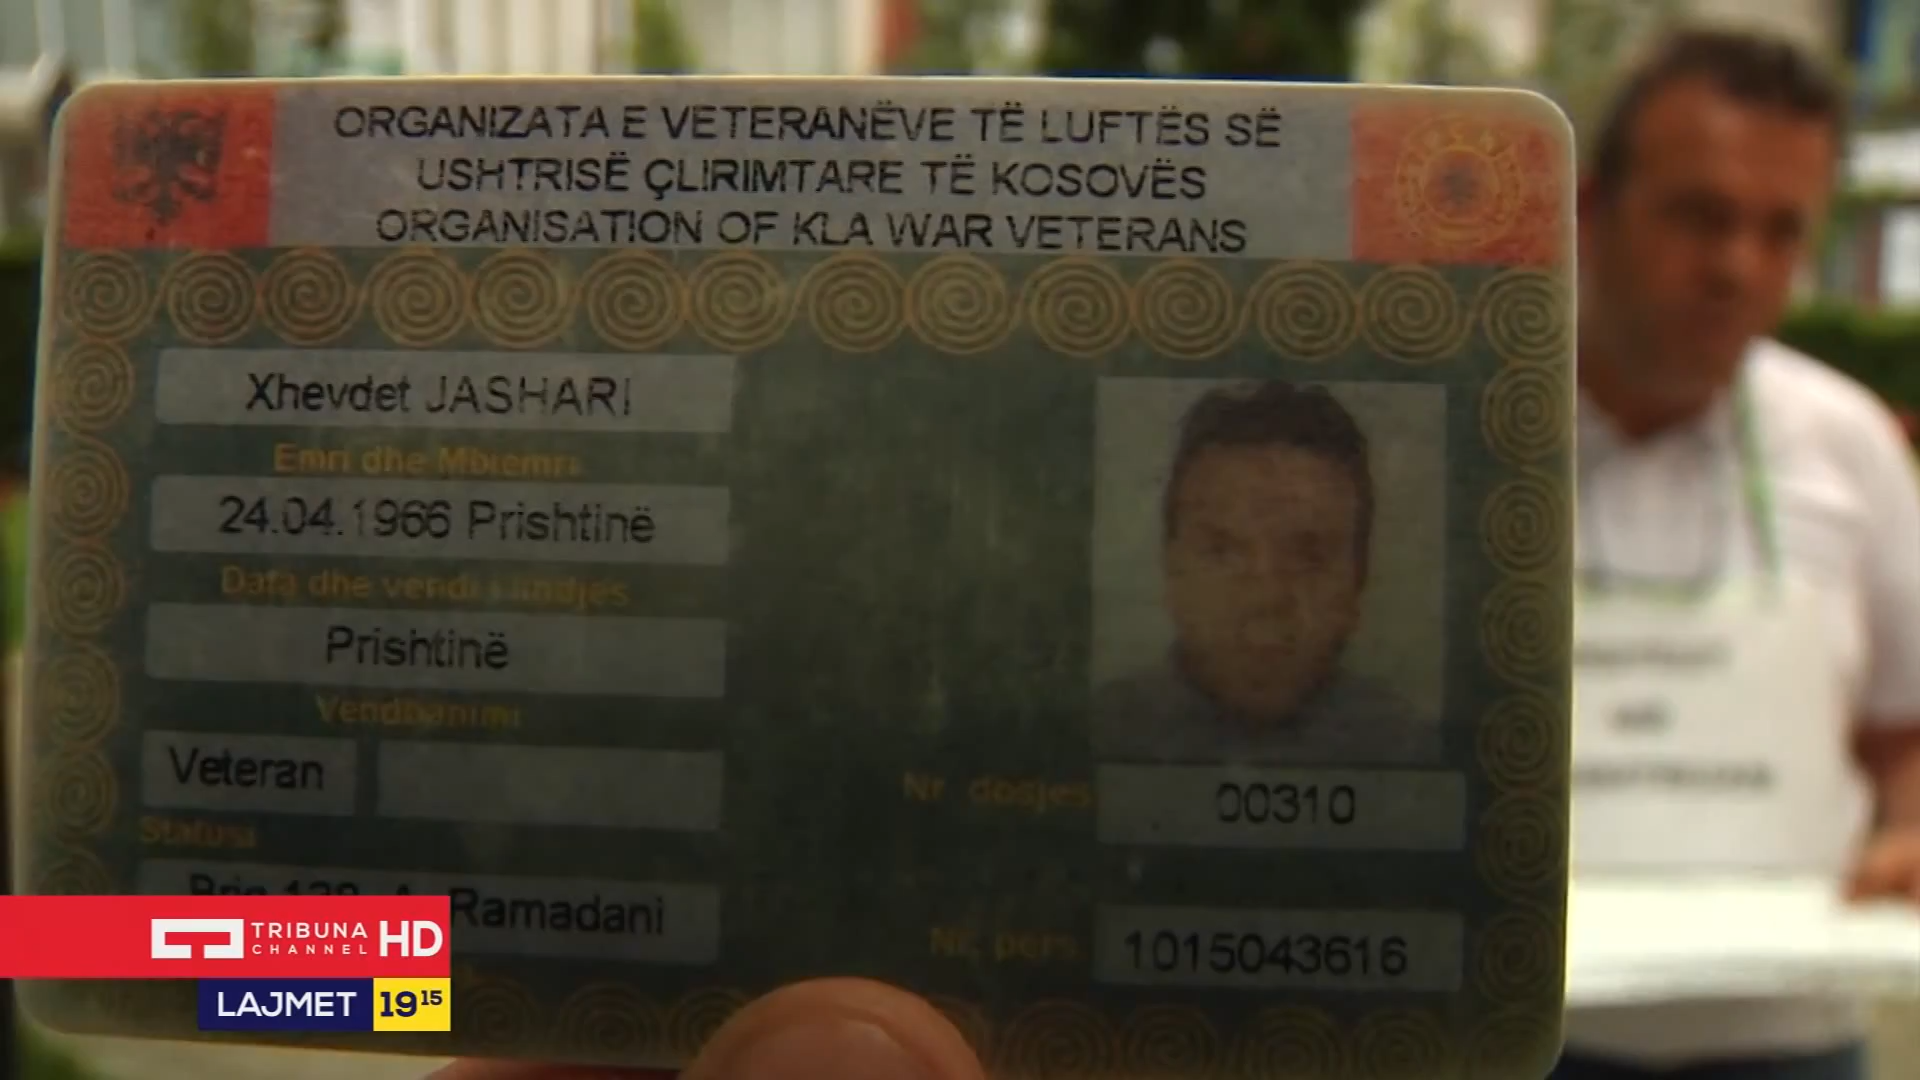 ORGANIZATA E VETERANËVE TË LUFTËS SË
USHTRISË ÇLIRIMTARE TË KOSOVËS
ORGANISATION OF KLA WAR VETERANS
Xhevdet JASHARI
Emri dhe Mbiemri
24.04.1966 Prishtinë
Data dhe vendi i lindjes
Prishtinë
Vendbanimi
Veteran
Statusi
Nr. dosjes
00310
Ramadani
Nr. pers.
1015043616
TRIBUNA
CHANNEL
HD
LAJMET 19 15